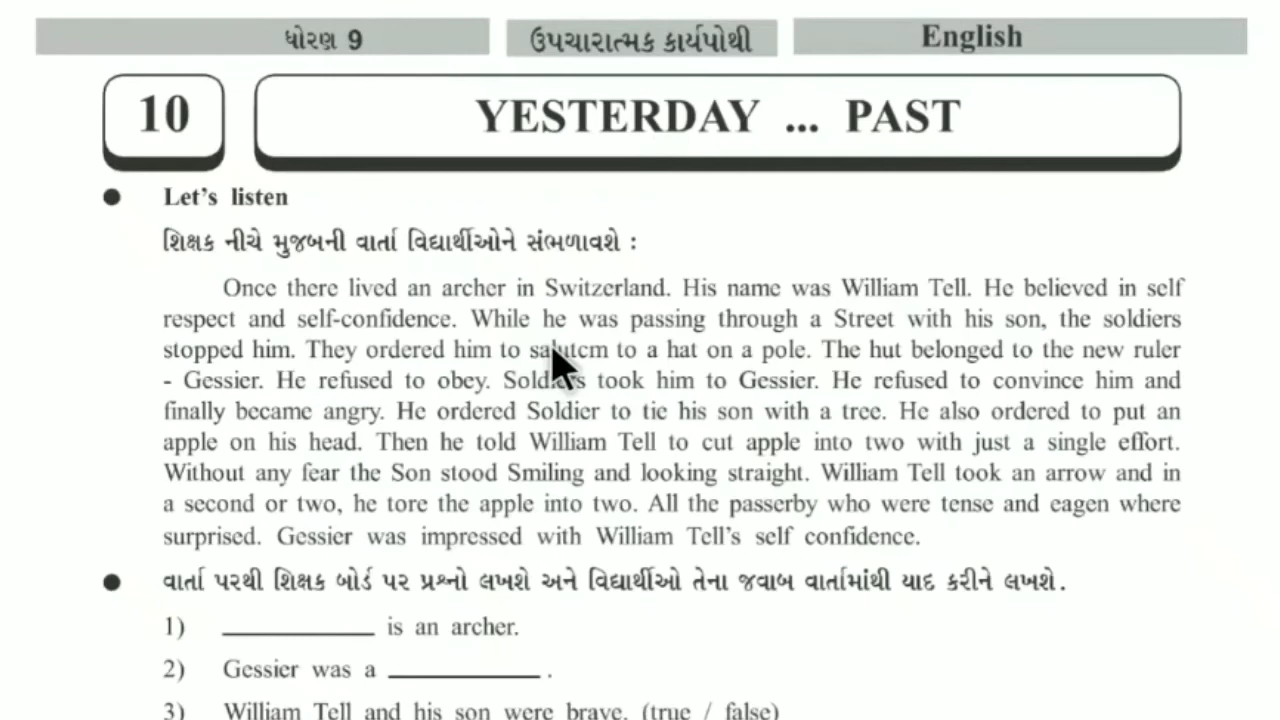 ધોરણ 9
ઉપચારાત્મક કાર્યપોથી
English
10
YESTERDAY ... PAST
● Let's listen
શિક્ષક નીચે મુજબની વાર્તા વિદ્યાર્થીઓને સંભળાવશે :
Once there lived an archer in Switzerland. His name was William Tell. He believed in self
respect and self-confidence. While he was passing through a Street with his son, the soldiers
stopped him. They ordered him to to a hat on a pole. The hut belonged to the new ruler
- Gessier. He refused to obey. Soldiers took him to Gessier. He refused to convince him and
finally became angry. He ordered Soldier to tie his son with a tree. He also ordered to put an
apple on his head. Then he told William Tell to cut apple into two with just a single effort.
Without any fear the Son stood Smiling and looking straight. William Tell took an arrow and in
a second or two, he tore the apple into two. All the passerby who were tense and eagen where
surprised. Gessier was impressed with William Tell's self confidence.
● વાર્તા પરથી શિક્ષક બોર્ડ પર પ્રશ્નો લખશે અને વિદ્યાર્થીઓ તેના જવાબ વાર્તામાંથી યાદ કરીને લખશે.
1) ____________ is an archer.
2) Gessier was a ____________ .
3) William Tell and his son were brave. (true / false)